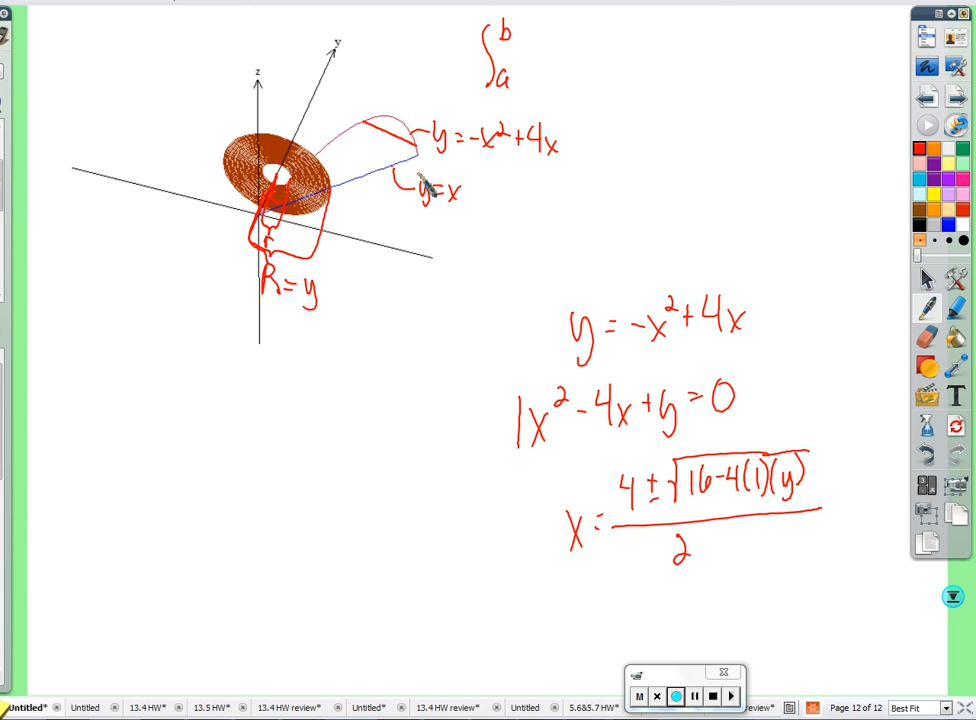 b
∫
a
y
z
y = -x² + 4x
y = x
r
R = y
y = -x² + 4x
1x² - 4x + y = 0
x = (4 ± √(16 - 4(1)(y))) / 2
M
Untitled*
Untitled
13.4 HW*
13.5 HW*
13.4 HW review*
Untitled*
13.4 HW review*
Untitled
5.6&5.7 HW*
review*
Page 12 of 12
Best Fit